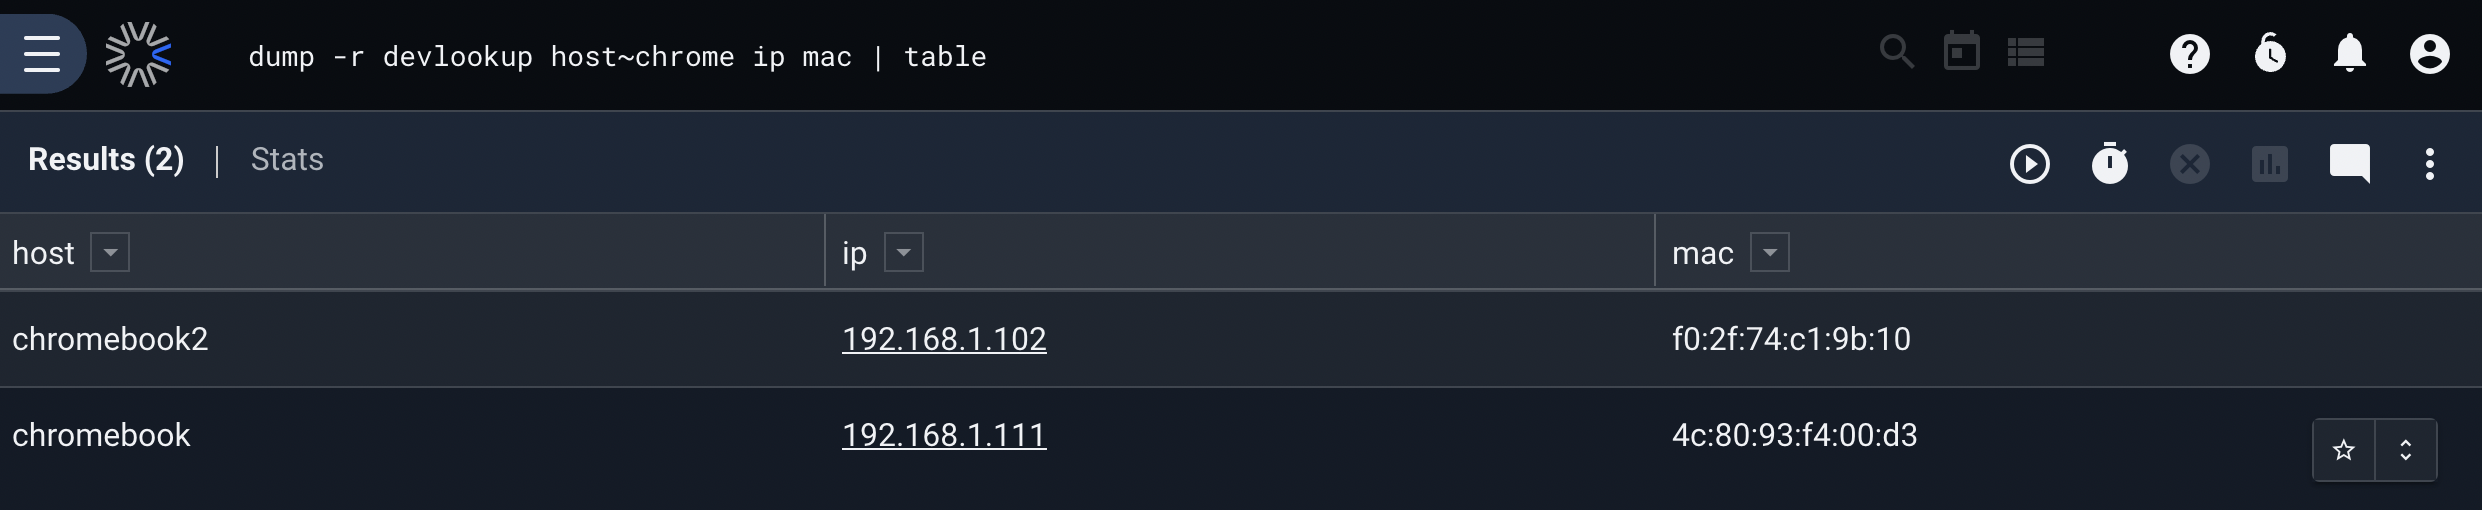 dump -r devlookup host~chrome ip mac | table
Results (2) | Stats
host ip mac
chromebook2 192.168.1.102 f0:2f:74:c1:9b:10
chromebook 192.168.1.111 4c:80:93:f4:00:d3